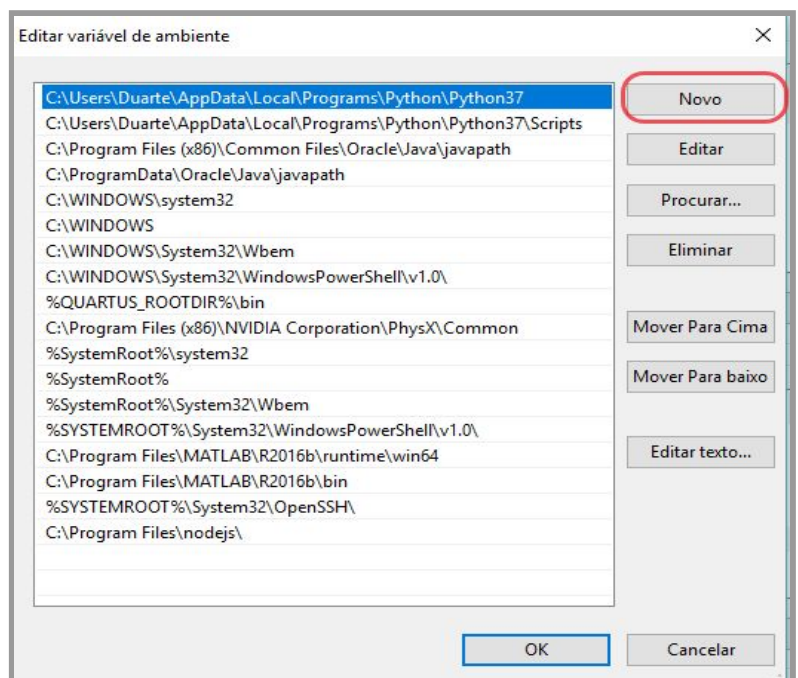 Editar variável de ambiente
C:\Users\Duarte\AppData\Local\Programs\Python\Python37
C:\Users\Duarte\AppData\Local\Programs\Python\Python37\Scripts
C:\Program Files (x86)\Common Files\Oracle\Java\javapath
C:\ProgramData\Oracle\Java\javapath
C:\WINDOWS\system32
C:\WINDOWS
C:\WINDOWS\System32\Wbem
C:\WINDOWS\System32\WindowsPowerShell\v1.0\
%QUARTUS_ROOTDIR%\bin
C:\Program Files (x86)\NVIDIA Corporation\PhysX\Common
%SystemRoot%\system32
%SystemRoot%
%SystemRoot%\System32\Wbem
%SYSTEMROOT%\System32\WindowsPowerShell\v1.0\
C:\Program Files\MATLAB\R2016b\runtime\win64
C:\Program Files\MATLAB\R2016b\bin
%SYSTEMROOT%\System32\OpenSSH\
C:\Program Files\nodejs\
Novo
Editar
Procurar...
Eliminar
Mover Para Cima
Mover Para baixo
Editar texto...
OK
Cancelar